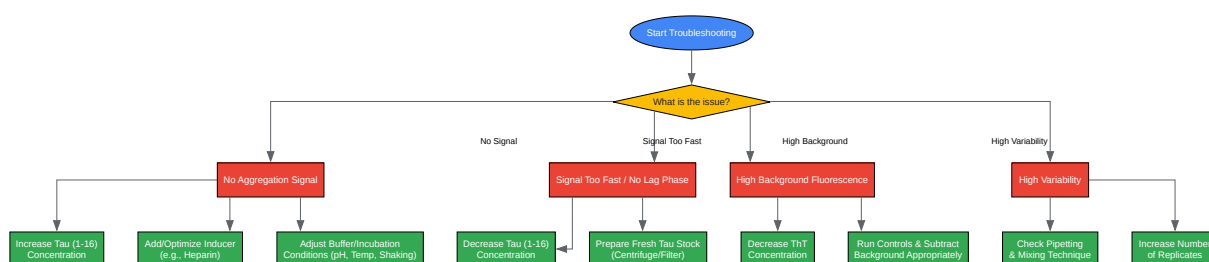 Start Troubleshooting
What is the issue?
No Signal
Signal Too Fast
High Background
High Variability
No Aggregation Signal
Signal Too Fast / No Lag Phase
High Background Fluorescence
High Variability
Increase Tau (1-16)
Concentration
Add/Optimize Inducer
(e.g., Heparin)
Adjust Buffer/Incubation
Conditions (pH, Temp, Shaking)
Decrease Tau (1-16)
Concentration
Prepare Fresh Tau Stock
(Centrifuge/Filter)
Decrease ThT
Concentration
Run Controls & Subtract
Background Appropriately
Check Pipetting
& Mixing Technique
Increase Number
of Replicates